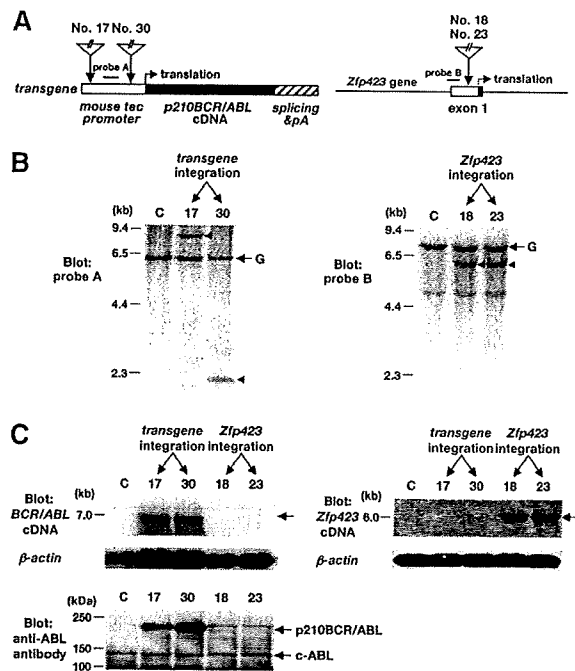 A
No. 17 No. 30
probe A
translation
transgene
mouse tec
promoter
p210BCR/ABL
cDNA
splicing
&pA
No. 18
No. 23
probe B
translation
Zfp423 gene
exon 1
B
transgene
integration
(kb) C 17 30
9.4
6.5
G
Blot:
probe A
4.4
2.3
Zfp423
integration
(kb) C 18 23
9.4
6.5
G
Blot:
probe B
4.4
2.3
C
transgene
integration
Zfp423
integration
C 17 30 18 23
Blot:
BCR/ABL
cDNA
(kb)
7.0
β-actin
transgene
integration
Zfp423
integration
C 17 30 18 23
Blot:
Zfp423
cDNA
(kb)
6.0
β-actin
(kDa) C 17 30 18 23
250
Blot:
anti-ABL
antibody
150
100
p210BCR/ABL
c-ABL